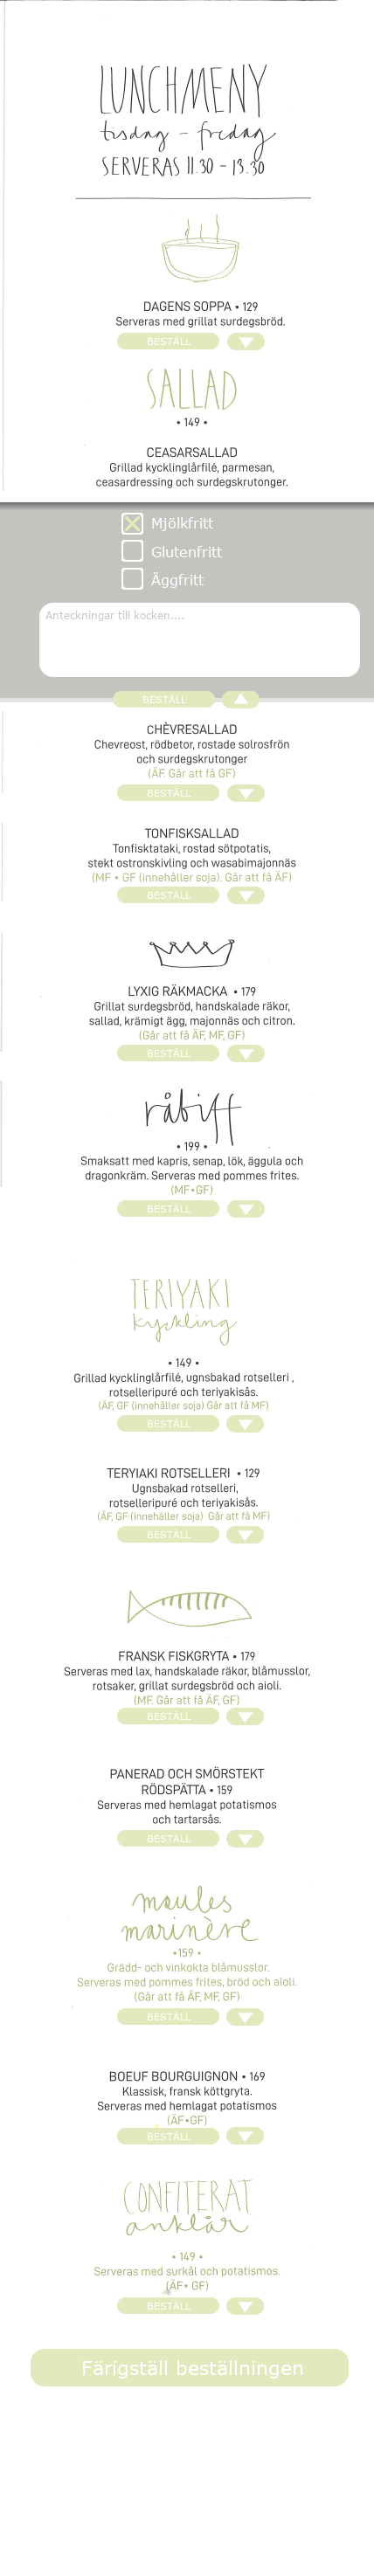 LUNCHMENY
tisdag - fredag
SERVERAS 11.30 - 13.30
DAGENS SOPPA • 129
Serveras med grillat surdegsbröd.
BESTÄLL
SALLAD
• 149 •
CEASARSALLAD
Grillad kycklinglårfilé, parmesan,
ceasardressing och surdegskrutonger.
Mjölkfritt
Glutenfritt
Äggfritt
Anteckningar till kocken....
BESTÄLL
CHÈVRESALLAD
Chevreost, rödbetor, rostade solrosfrön
och surdegskrutonger
(ÄF. Går att få GF)
BESTÄLL
TONFISKSALLAD
Tonfisktataki, rostad sötpotatis,
stekt ostronskivling och wasabimajonnäs
(MF • GF (innehåller soja). Går att få ÄF)
BESTÄLL
LYXIG RÄKMACKA • 179
Grillat surdegsbröd, handskalade räkor,
sallad, krämigt ägg, majonnäs och citron.
(Går att få ÄF, MF, GF)
BESTÄLL
råbiff
• 199 •
Smaksatt med kapris, senap, lök, äggula och
dragonkräm. Serveras med pommes frites.
(MF•GF)
BESTÄLL
TERIYAKI
kyckling
• 149 •
Grillad kycklinglårfilé, ugnsbakad rotselleri ,
rotselleripuré och teriyakisås.
(ÄF, GF (innehåller soja) Går att få MF)
BESTÄLL
TERYIAKI ROTSELLERI • 129
Ugnsbakad rotselleri,
rotselleripuré och teriyakisås.
(ÄF, GF (innehåller soja) Går att få MF)
BESTÄLL
FRANSK FISKGRYTA • 179
Serveras med lax, handskalade räkor, blåmusslor,
rotsaker, grillat surdegsbröd och aioli.
(MF. Går att få ÄF, GF)
BESTÄLL
PANERAD OCH SMÖRSTEKT
RÖDSPÄTTA • 159
Serveras med hemlagat potatismos
och tartarsås.
BESTÄLL
moules
marinère
•159 •
Grädd- och vinkokta blåmusslor.
Serveras med pommes frites, bröd och aioli.
(Går att få ÄF, MF, GF)
BESTÄLL
BOEUF BOURGUIGNON • 169
Klassisk, fransk köttgryta.
Serveras med hemlagat potatismos
(ÄF•GF)
BESTÄLL
CONFITERAT
anklår
• 149 •
Serveras med surkål och potatismos.
(ÄF• GF)
BESTÄLL
Färigställ beställningen